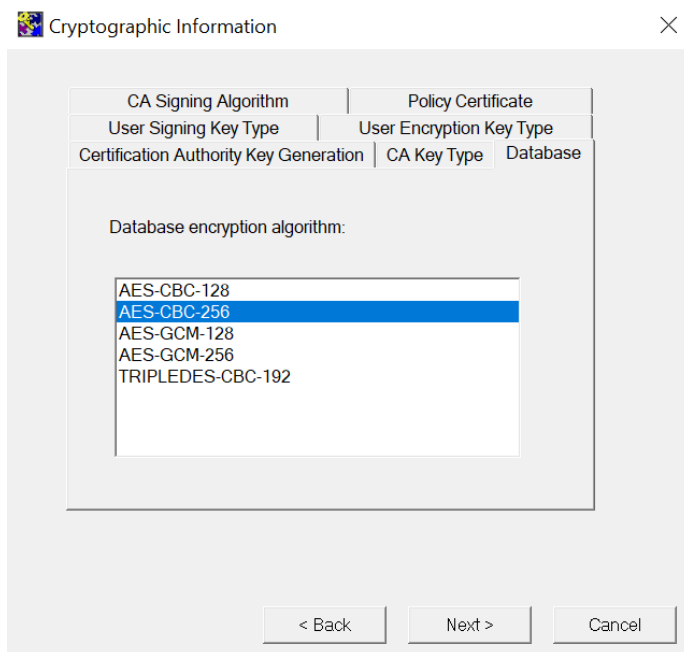 Cryptographic Information
CA Signing Algorithm
Policy Certificate
User Signing Key Type
User Encryption Key Type
Certification Authority Key Generation
CA Key Type
Database
Database encryption algorithm:
AES-CBC-128
AES-CBC-256
AES-GCM-128
AES-GCM-256
TRIPLEDES-CBC-192
< Back
Next >
Cancel